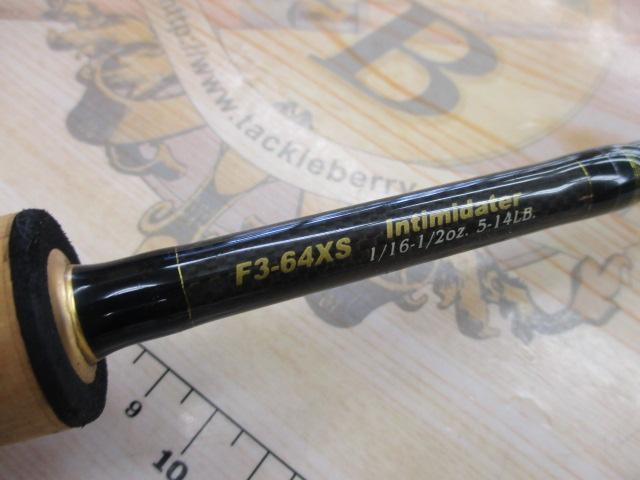 B
http://www.tackleberry.
Intimidater
F3-64XS 1/16-1/2oz. 5-14LB.
9
10